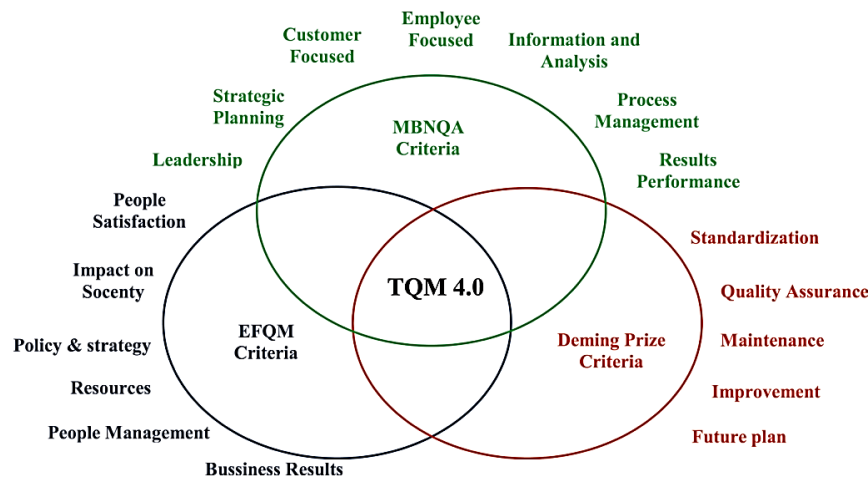 Employee
Focused
Customer
Focused
Information and
Analysis
Strategic
Planning
MBNQA
Criteria
Process
Management
Leadership
Results
Performance
People
Satisfaction
Standardization
Impact on
Socenty
TQM 4.0
Quality Assurance
Policy & strategy
EFQM
Criteria
Deming Prize
Criteria
Maintenance
Resources
Improvement
People Management
Future plan
Bussiness Results